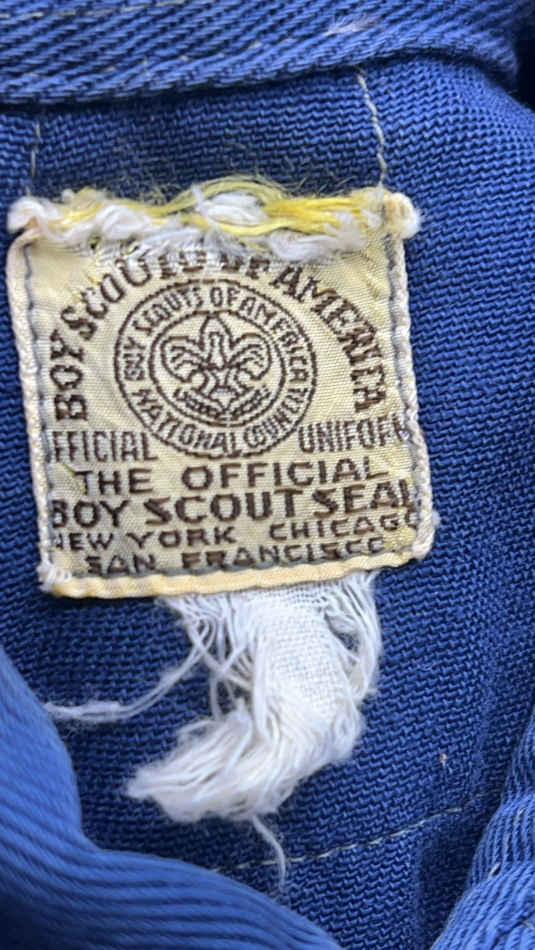 BOY SCOUTS OF AMERICA
BOY SCOUTS OF AMERICA
NATIONAL COUNCIL
FFICIAL UNIFORM
THE OFFICIAL
BOY SCOUT SEAL
NEW YORK CHICAGO
SAN FRANCISCO